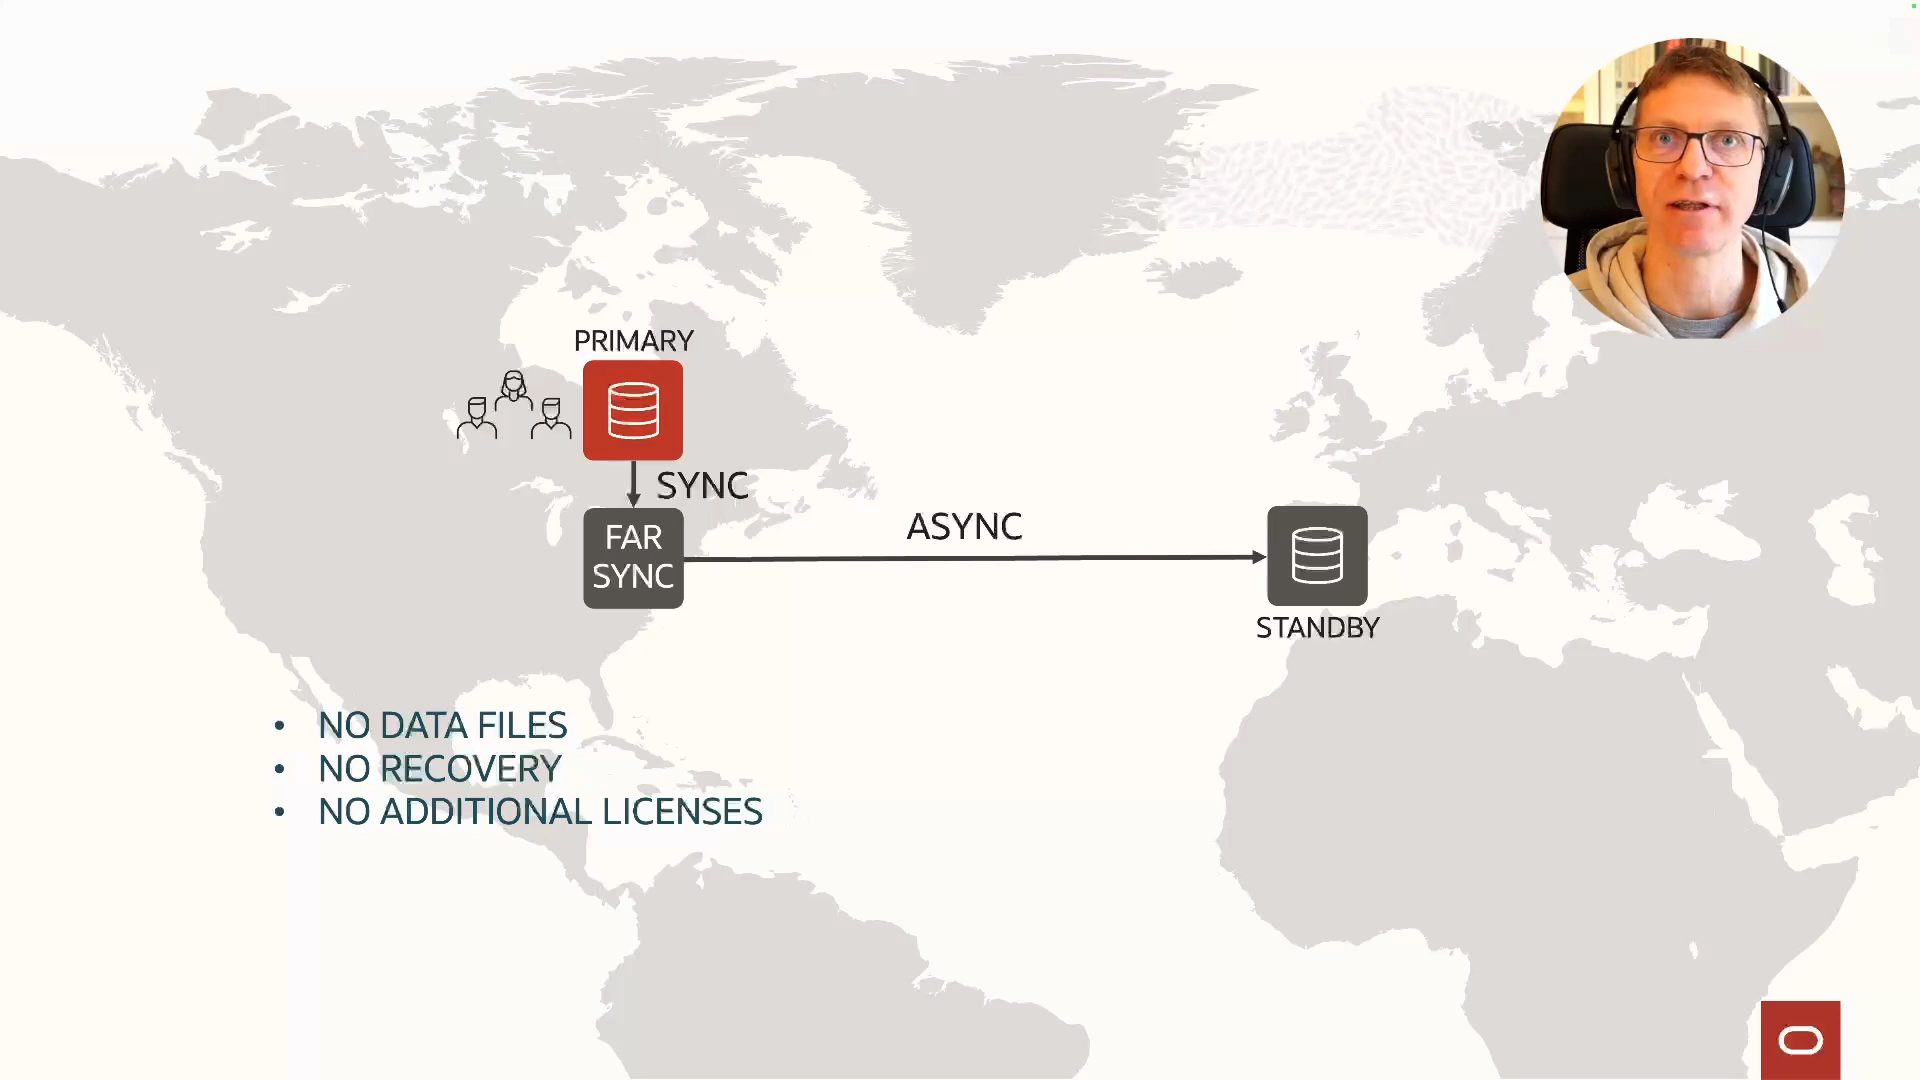 PRIMARY
SYNC
FAR
SYNC
ASYNC
STANDBY
• NO DATA FILES
• NO RECOVERY
• NO ADDITIONAL LICENSES